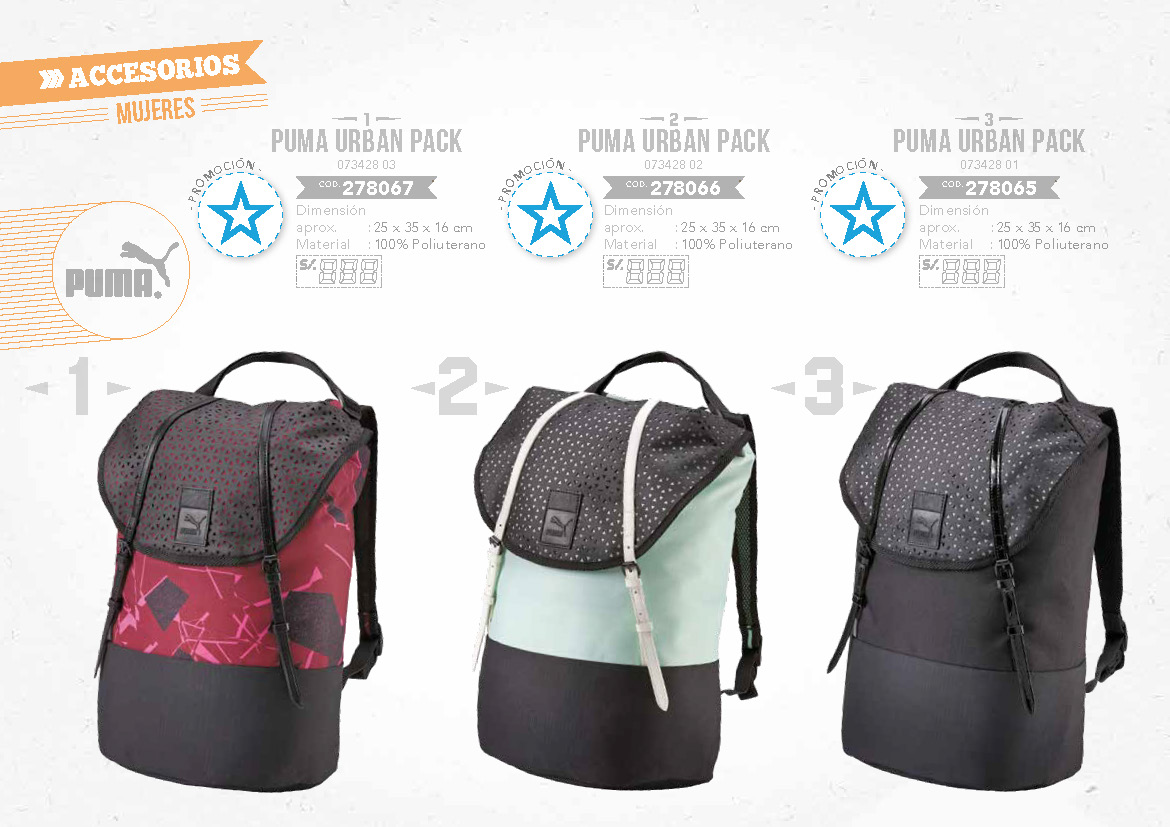 ACCESORIOS
MUJERES
PUMA.
1
PUMA URBAN PACK
073428 03
- PROMOCIÓN -
COD. 278067
Dimensión
aprox. : 25 x 35 x 16 cm
Material : 100% Poliuterano
S/. 888
2
PUMA URBAN PACK
073428 02
- PROMOCIÓN -
COD. 278066
Dimensión
aprox. : 25 x 35 x 16 cm
Material : 100% Poliuterano
S/. 888
3
PUMA URBAN PACK
073428 01
- PROMOCIÓN -
COD. 278065
Dimensión
aprox. : 25 x 35 x 16 cm
Material : 100% Poliuterano
S/. 888
1
2
3